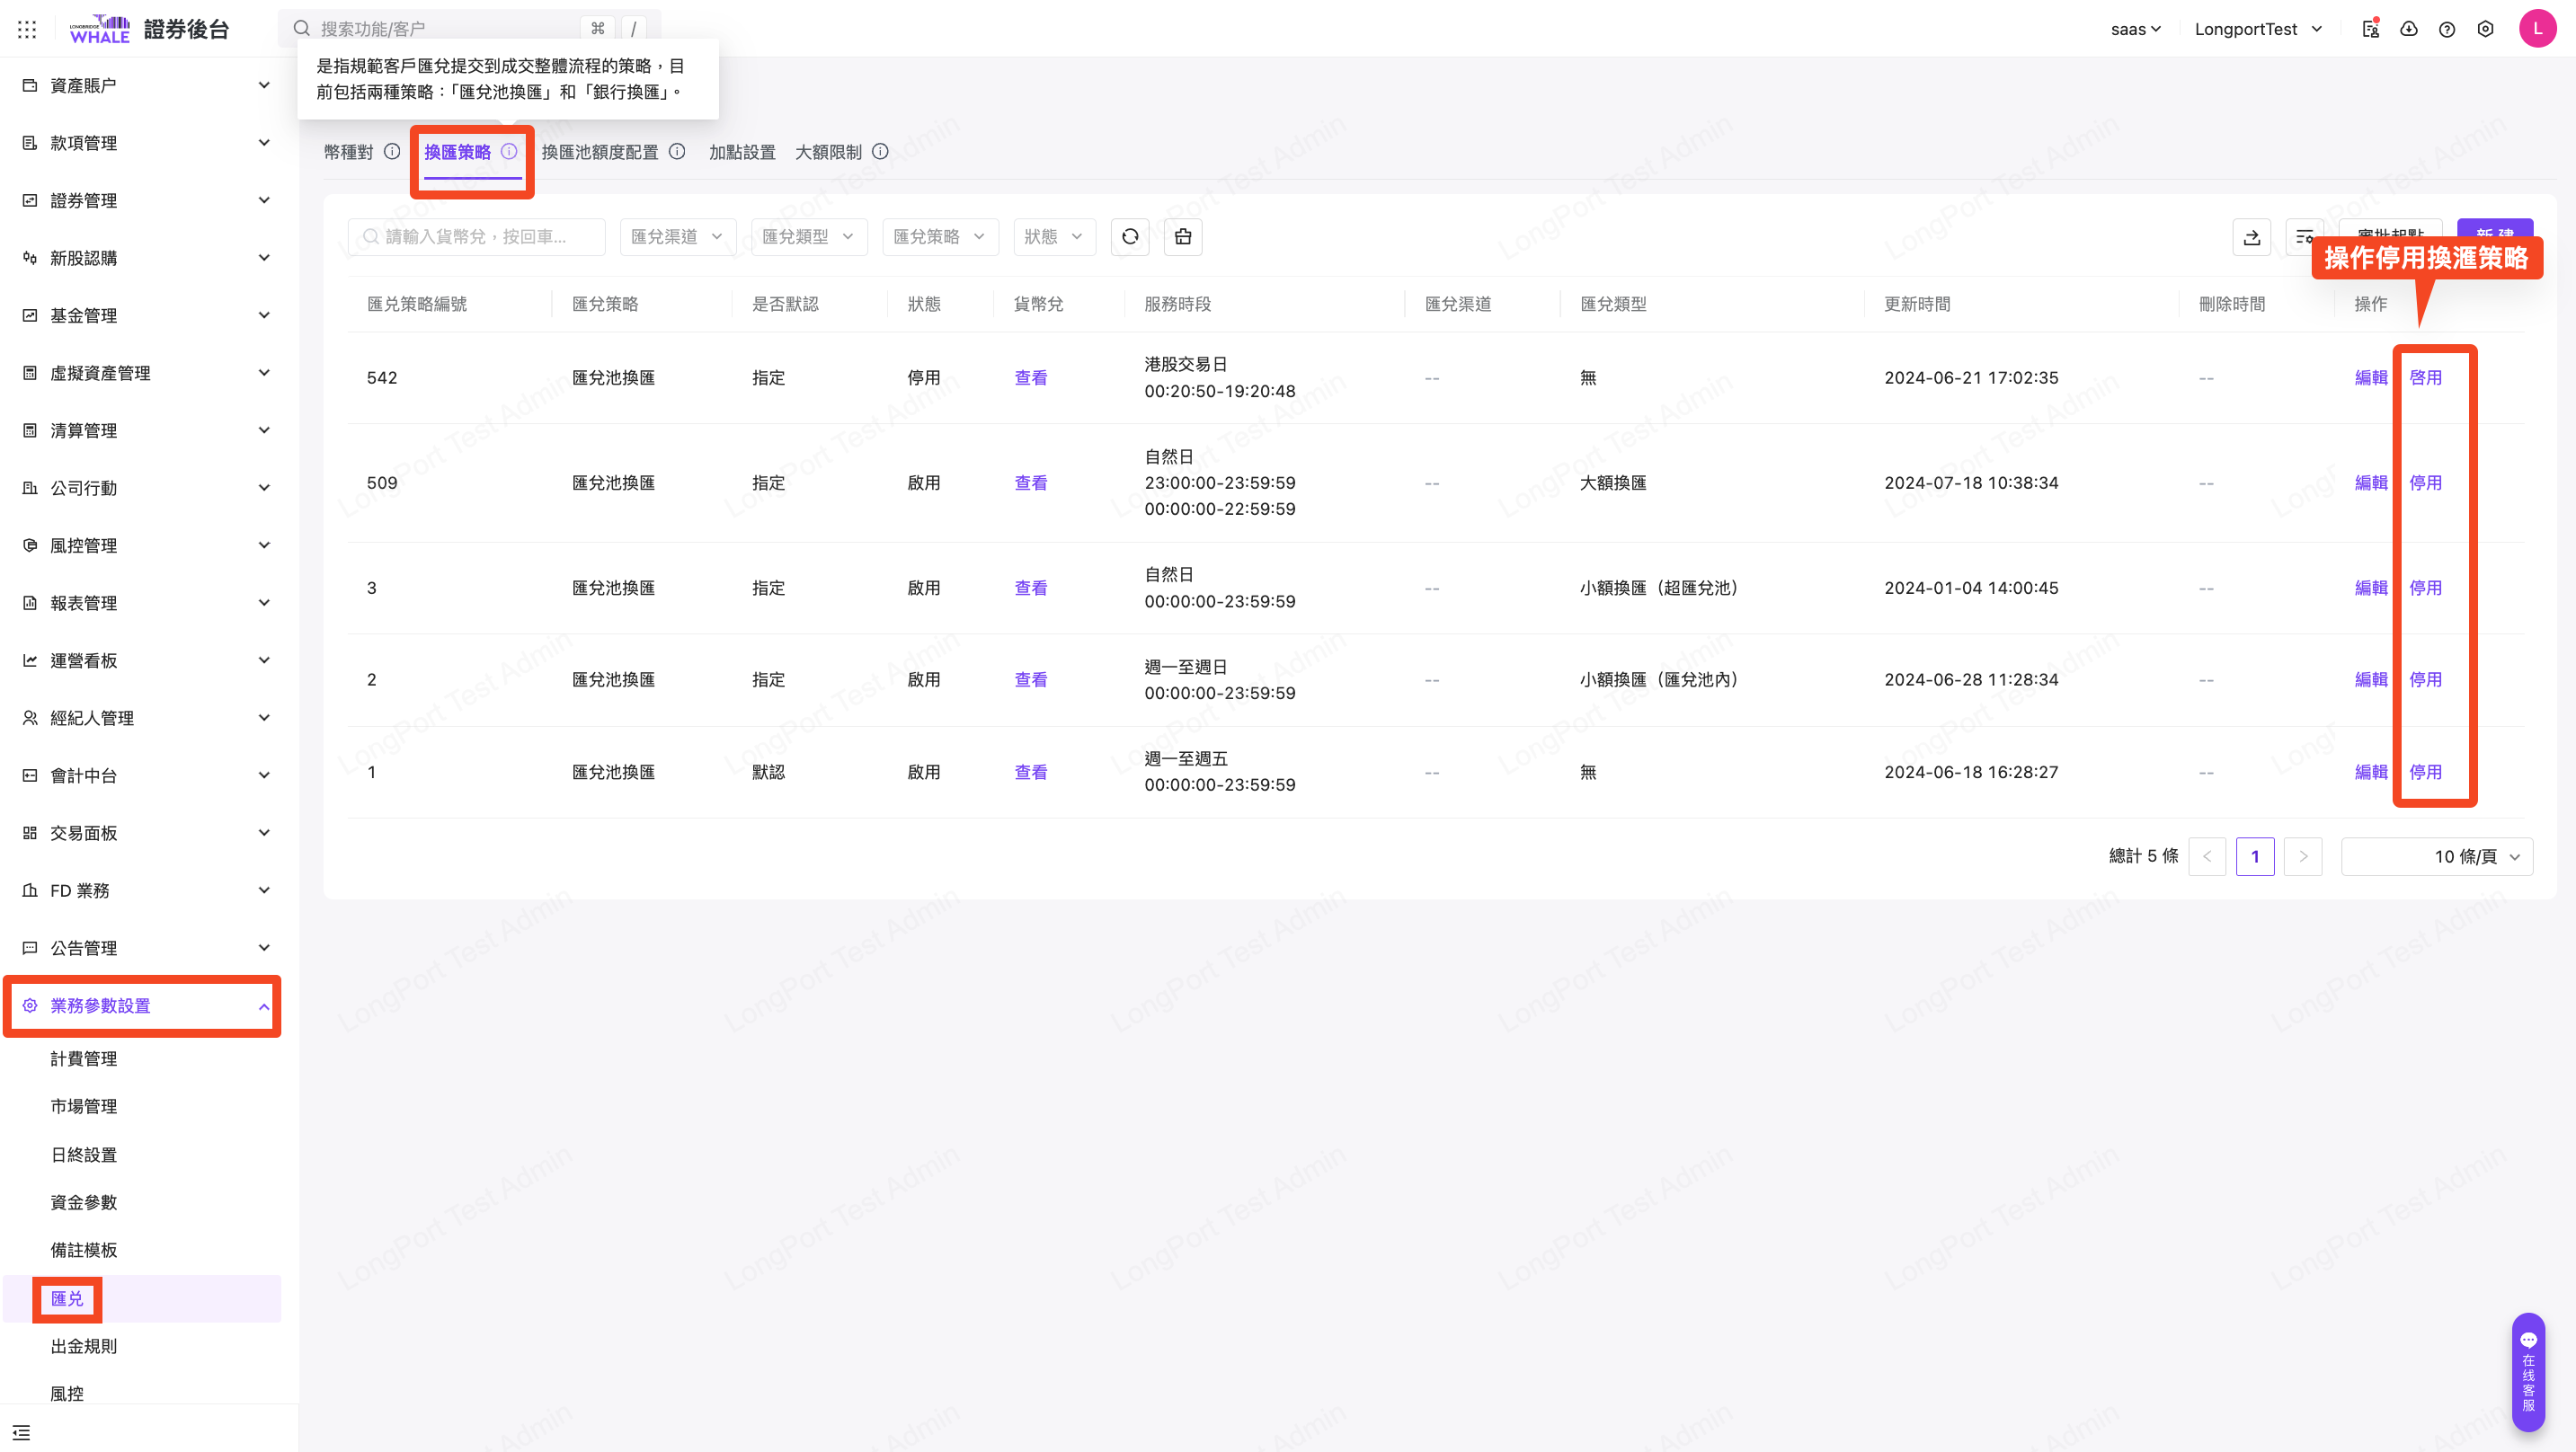 LONGBRIDGE
WHALE
證券後台
搜索功能/客户
⌘ /
saas
LongportTest
L
是指規範客戶匯兌提交到成交整體流程的策略，目
前包括兩種策略：「匯兌池換匯」和「銀行換匯」。
資產賬户
款項管理
證券管理
新股認購
基金管理
虛擬資產管理
清算管理
公司行動
風控管理
報表管理
運營看板
經紀人管理
會計中台
交易面板
FD 業務
公告管理
業務參數設置
計費管理
市場管理
日終設置
資金參數
備註模板
匯兑
出金規則
風控
幣種對
換匯策略
換匯池額度配置
加點設置
大額限制
請輸入貨幣兌，按回車...
匯兌渠道
匯兌類型
匯兌策略
狀態
審批起點
新 建
操作停用換滙策略
匯兑策略編號 匯兌策略 是否默認 狀態 貨幣兌 服務時段 匯兌渠道 匯兌類型 更新時間 刪除時間 操作
542 匯兌池換匯 指定 停用 查看 港股交易日 -- 無 2024-06-21 17:02:35 -- 編輯 啓用
00:20:50-19:20:48
509 匯兌池換匯 指定 啟用 查看 自然日 -- 大額換匯 2024-07-18 10:38:34 -- 編輯 停用
23:00:00-23:59:59
00:00:00-22:59:59
3 匯兌池換匯 指定 啟用 查看 自然日 -- 小額換匯（超匯兌池） 2024-01-04 14:00:45 -- 編輯 停用
00:00:00-23:59:59
2 匯兌池換匯 指定 啟用 查看 週一至週日 -- 小額換匯（匯兌池內） 2024-06-28 11:28:34 -- 編輯 停用
00:00:00-23:59:59
1 匯兌池換匯 默認 啟用 查看 週一至週五 -- 無 2024-06-18 16:28:27 -- 編輯 停用
00:00:00-23:59:59
總計 5 條
1
10 條/頁
在线客服
LongPort Test Admin